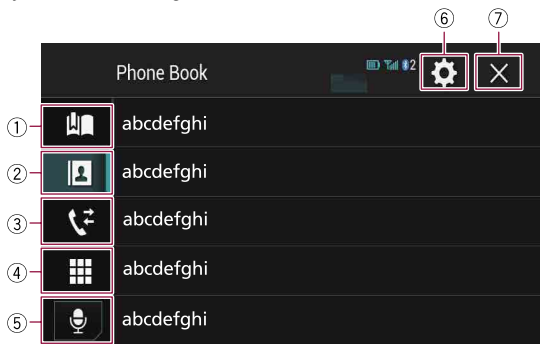 ⑥ ⑦
Phone Book 2
① abcdefghi
② abcdefghi
③ abcdefghi
④ abcdefghi
⑤ abcdefghi